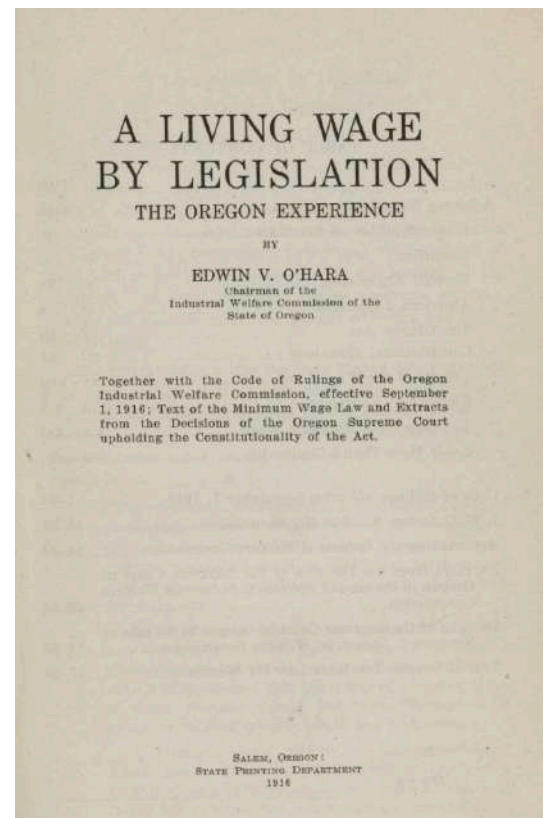 A LIVING WAGE
BY LEGISLATION
THE OREGON EXPERIENCE
BY
EDWIN V. O'HARA
Chairman of the
Industrial Welfare Commission of the
State of Oregon
Together with the Code of Rulings of the Oregon
Industrial Welfare Commission, effective September
1, 1916; Text of the Minimum Wage Law and Extracts
from the Decisions of the Oregon Supreme Court
upholding the Constitutionality of the Act.
SALEM, OREGON:
STATE PRINTING DEPARTMENT
1916